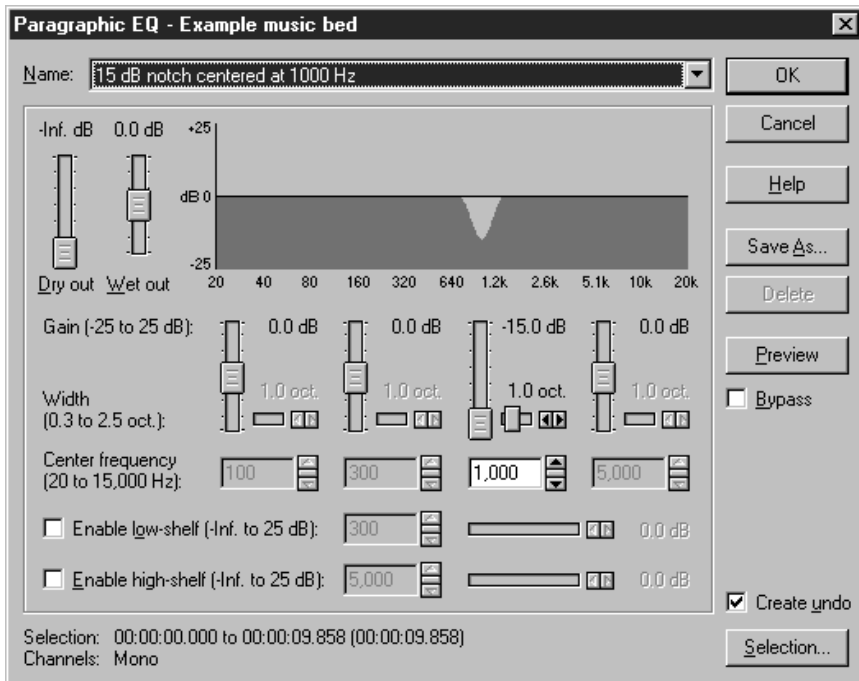 Paragraphic EQ - Example music bed
Name: 15 dB notch centered at 1000 Hz
OK
Cancel
Help
Save As...
Delete
Preview
Bypass
-Inf. dB 0.0 dB
+25
dB 0
-25
Dry out Wet out
20 40 80 160 320 640 1.2k 2.6k 5.1k 10k 20k
Gain (-25 to 25 dB): 0.0 dB 0.0 dB -15.0 dB 0.0 dB
Width
(0.3 to 2.5 oct.): 1.0 oct. 1.0 oct. 1.0 oct. 1.0 oct.
Center frequency
(20 to 15,000 Hz): 100 300 1,000 5,000
Enable low-shelf (-Inf. to 25 dB): 300 0.0 dB
Enable high-shelf (-Inf. to 25 dB): 5,000 0.0 dB
Create undo
Selection: 00:00:00.000 to 00:00:09.858 (00:00:09.858)
Channels: Mono
Selection...